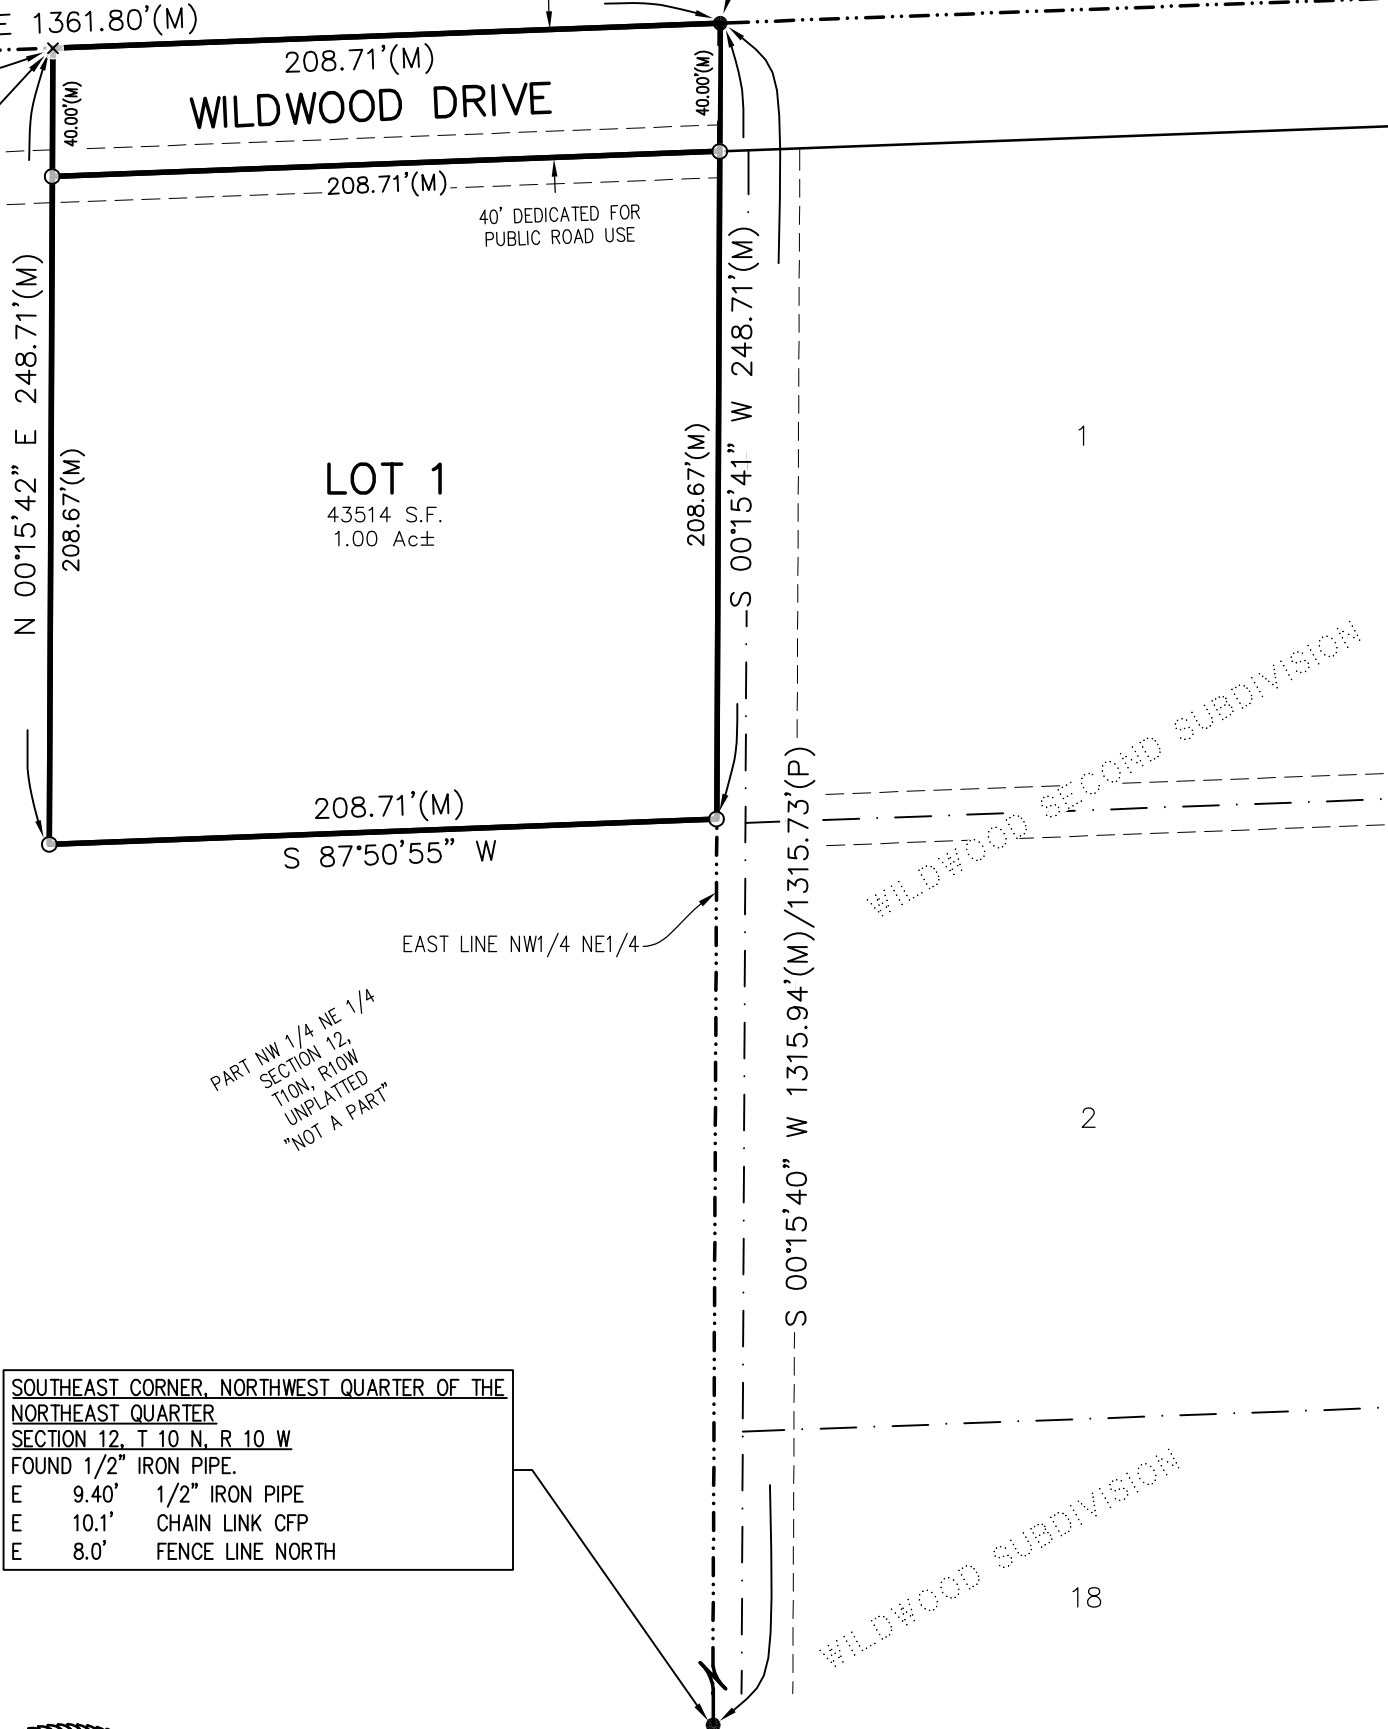 E 1361.80'(M)
208.71'(M)
40.00'(M)
40.00'(M)
WILDWOOD DRIVE
208.71'(M)
40' DEDICATED FOR
PUBLIC ROAD USE
N 00°15'42" E 248.71'(M)
208.67'(M)
LOT 1
43514 S.F.
1.00 Ac±
208.67'(M)
S 00°15'41" W 248.71'(M)
1
208.71'(M)
S 87°50'55" W
WILDWOOD SECOND SUBDIVISION
EAST LINE NW1/4 NE1/4
S 00°15'40" W 1315.94'(M)/1315.73'(P)
PART NW 1/4 NE 1/4
SECTION 12,
T10N, R10W
UNPLATTED
"NOT A PART"
2
SOUTHEAST CORNER, NORTHWEST QUARTER OF THE
NORTHEAST QUARTER
SECTION 12, T 10 N, R 10 W
FOUND 1/2" IRON PIPE.
E 9.40' 1/2" IRON PIPE
E 10.1' CHAIN LINK CFP
E 8.0' FENCE LINE NORTH
WILDWOOD SUBDIVISION
18